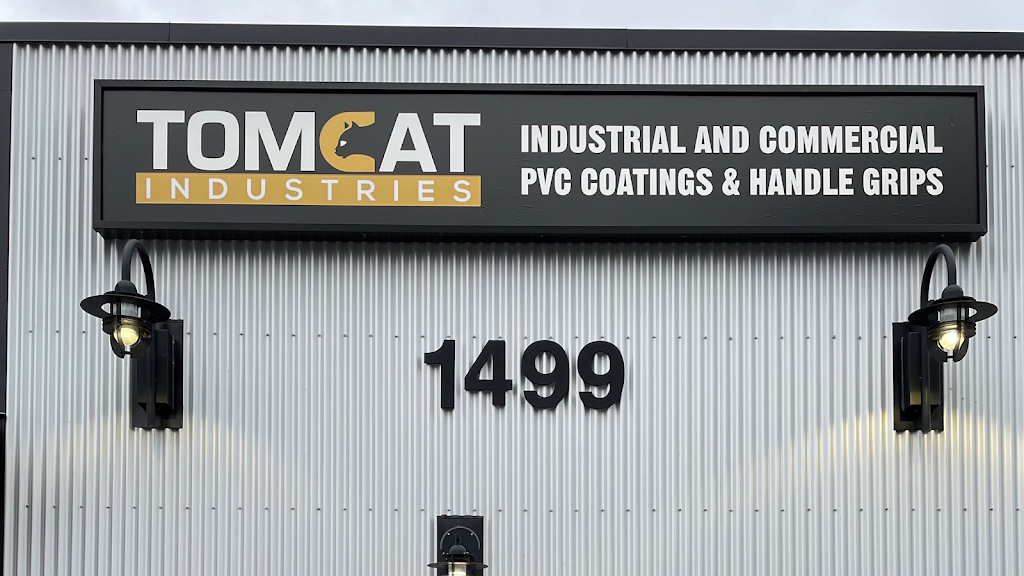 TOMCAT
INDUSTRIES
INDUSTRIAL AND COMMERCIAL
PVC COATINGS & HANDLE GRIPS
1499